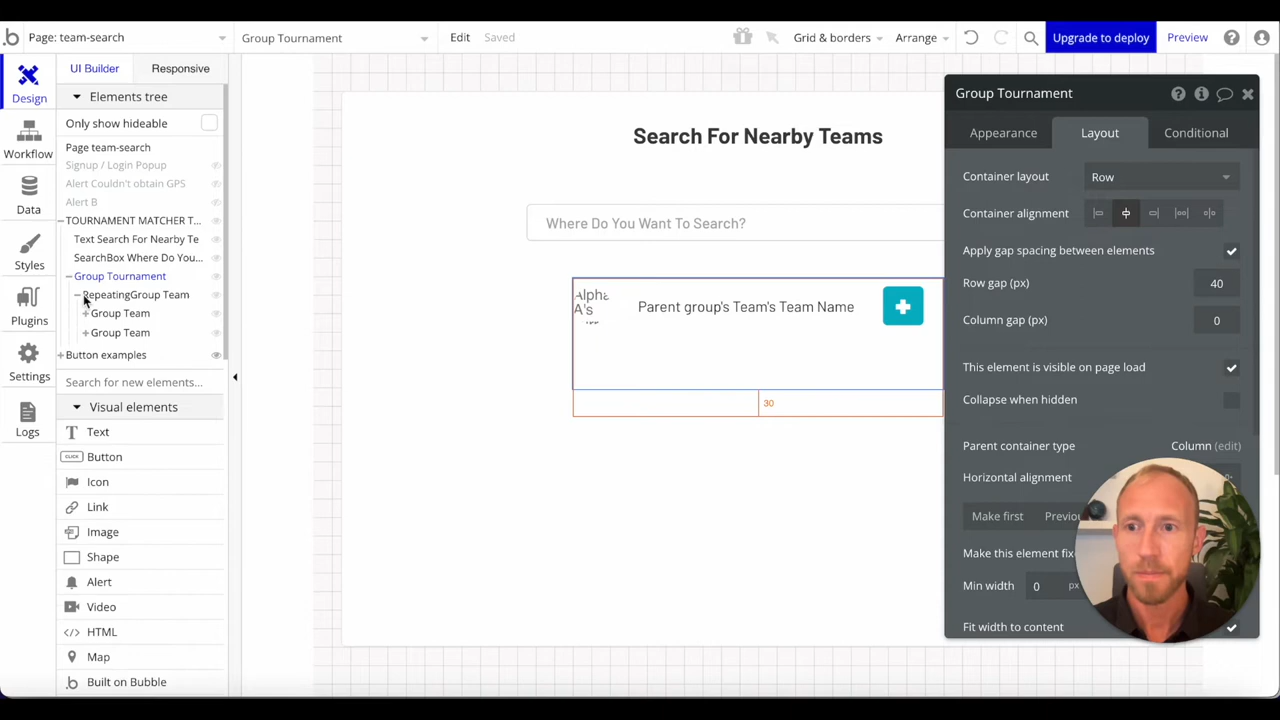 Page: team-search
Group Tournament
Edit
Saved
Grid & borders
Arrange
Upgrade to deploy
Preview
UI Builder
Responsive
Design
Workflow
Data
Styles
Plugins
Settings
Logs
Elements tree
Only show hideable
Page team-search
Signup / Login Popup
Alert Couldn't obtain GPS
Alert B
TOURNAMENT MATCHER T...
Text Search For Nearby Te
SearchBox Where Do You...
Group Tournament
RepeatingGroup Team
Group Team
Group Team
Button examples
Search for new elements...
Visual elements
Text
CLICK Button
Icon
Link
Image
Shape
Alert
Video
HTML
Map
Built on Bubble
Search For Nearby Teams
Where Do You Want To Search?
Alpha
A's
Parent group's Team's Team Name
30
Group Tournament
Appearance
Layout
Conditional
Container layout
Row
Container alignment
Apply gap spacing between elements
Row gap (px)
40
Column gap (px)
0
This element is visible on page load
Collapse when hidden
Parent container type
Column (edit)
Horizontal alignment
Make first
Make this element
Min width
0
px
Fit width to content